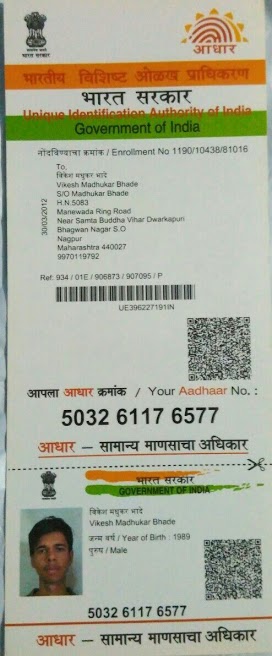 भारत सरकार
आधार
भारतीय विशिष्ट ओळख प्राधिकरण
भारत सरकार
Unique Identification Authority of India
Government of India
नोंदविण्याचा क्रमांक / Enrollment No 1190/10438/81016
30/03/2012
To,
विकेश मधुकर भादे
Vikesh Madhukar Bhade
S/O Madhukar Bhade
H.N.5083
Manewada Ring Road
Near Samta Buddha Vihar Dwarkapuri
Bhagwan Nagar S.O
Nagpur
Maharashtra 440027
9970119792
Ref: 934 / 01E / 906873 / 907095 / P
UE396227191IN
आपला आधार क्रमांक / Your Aadhaar No. :
5032 6117 6577
आधार – सामान्य माणसाचा अधिकार
भारत सरकार
GOVERNMENT OF INDIA
विकेश मधुकर भादे
Vikesh Madhukar Bhade
जन्म वर्ष / Year of Birth : 1989
पुरुष / Male
5032 6117 6577
आधार – सामान्य माणसाचा अधिकार